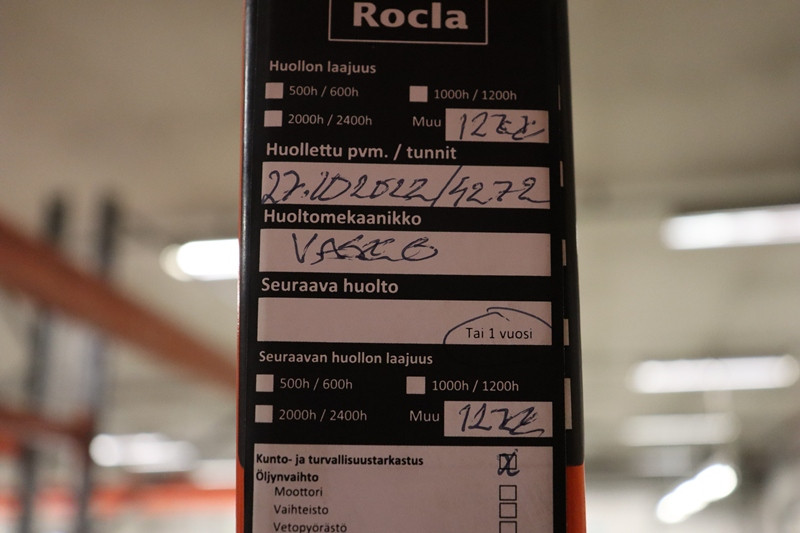 Rocla
Huollon laajuus
500h / 600h 1000h / 1200h
2000h / 2400h Muu
Huollettu pvm. / tunnit
27.10 2022/4272
Huoltomekaanikko
Seuraava huolto
Tai 1 vuosi
Seuraavan huollon laajuus
500h / 600h 1000h / 1200h
2000h / 2400h Muu
Kunto- ja turvallisuustarkastus X
Öljynvaihto
Moottori
Vaihteisto
Vetopyörästö